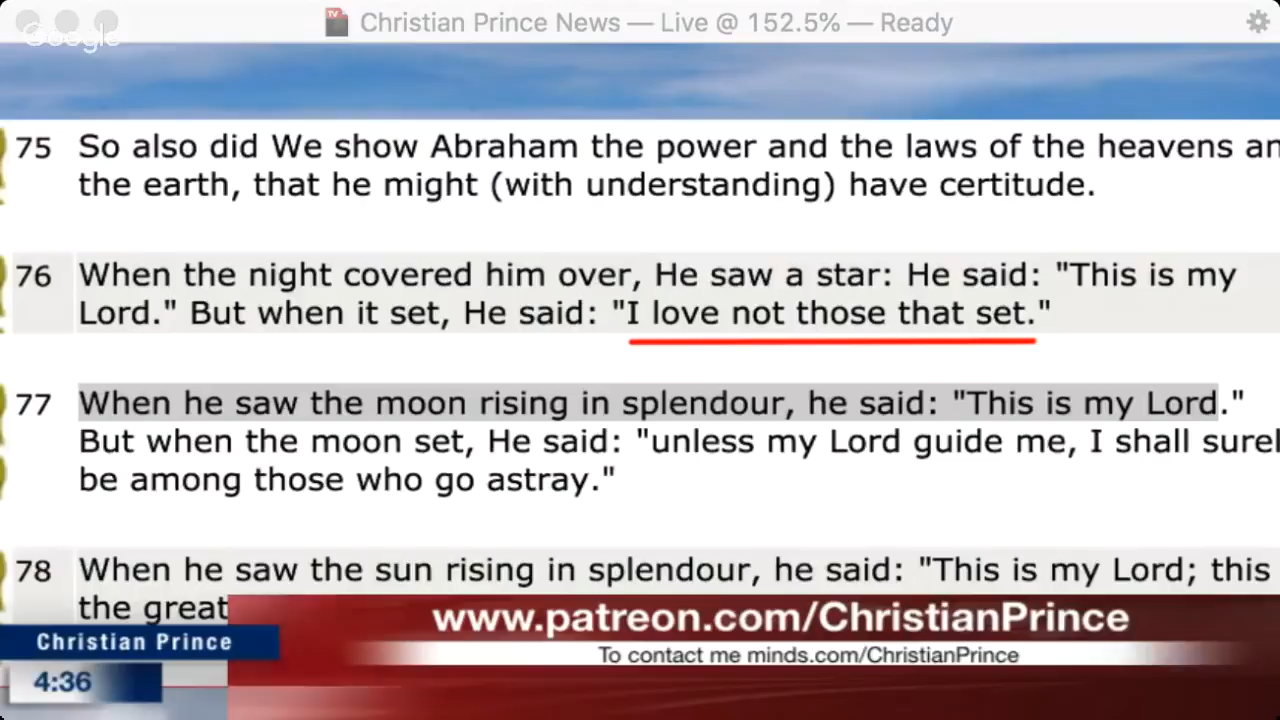 Christian Prince News — Live @ 152.5% — Ready
Google
75 So also did We show Abraham the power and the laws of the heavens an
the earth, that he might (with understanding) have certitude.
76 When the night covered him over, He saw a star: He said: "This is my
Lord." But when it set, He said: "I love not those that set."
77 When he saw the moon rising in splendour, he said: "This is my Lord."
But when the moon set, He said: "unless my Lord guide me, I shall surel
be among those who go astray."
78 When he saw the sun rising in splendour, he said: "This is my Lord; this
the great
www.patreon.com/ChristianPrince
Christian Prince
To contact me minds.com/ChristianPrince
4:36